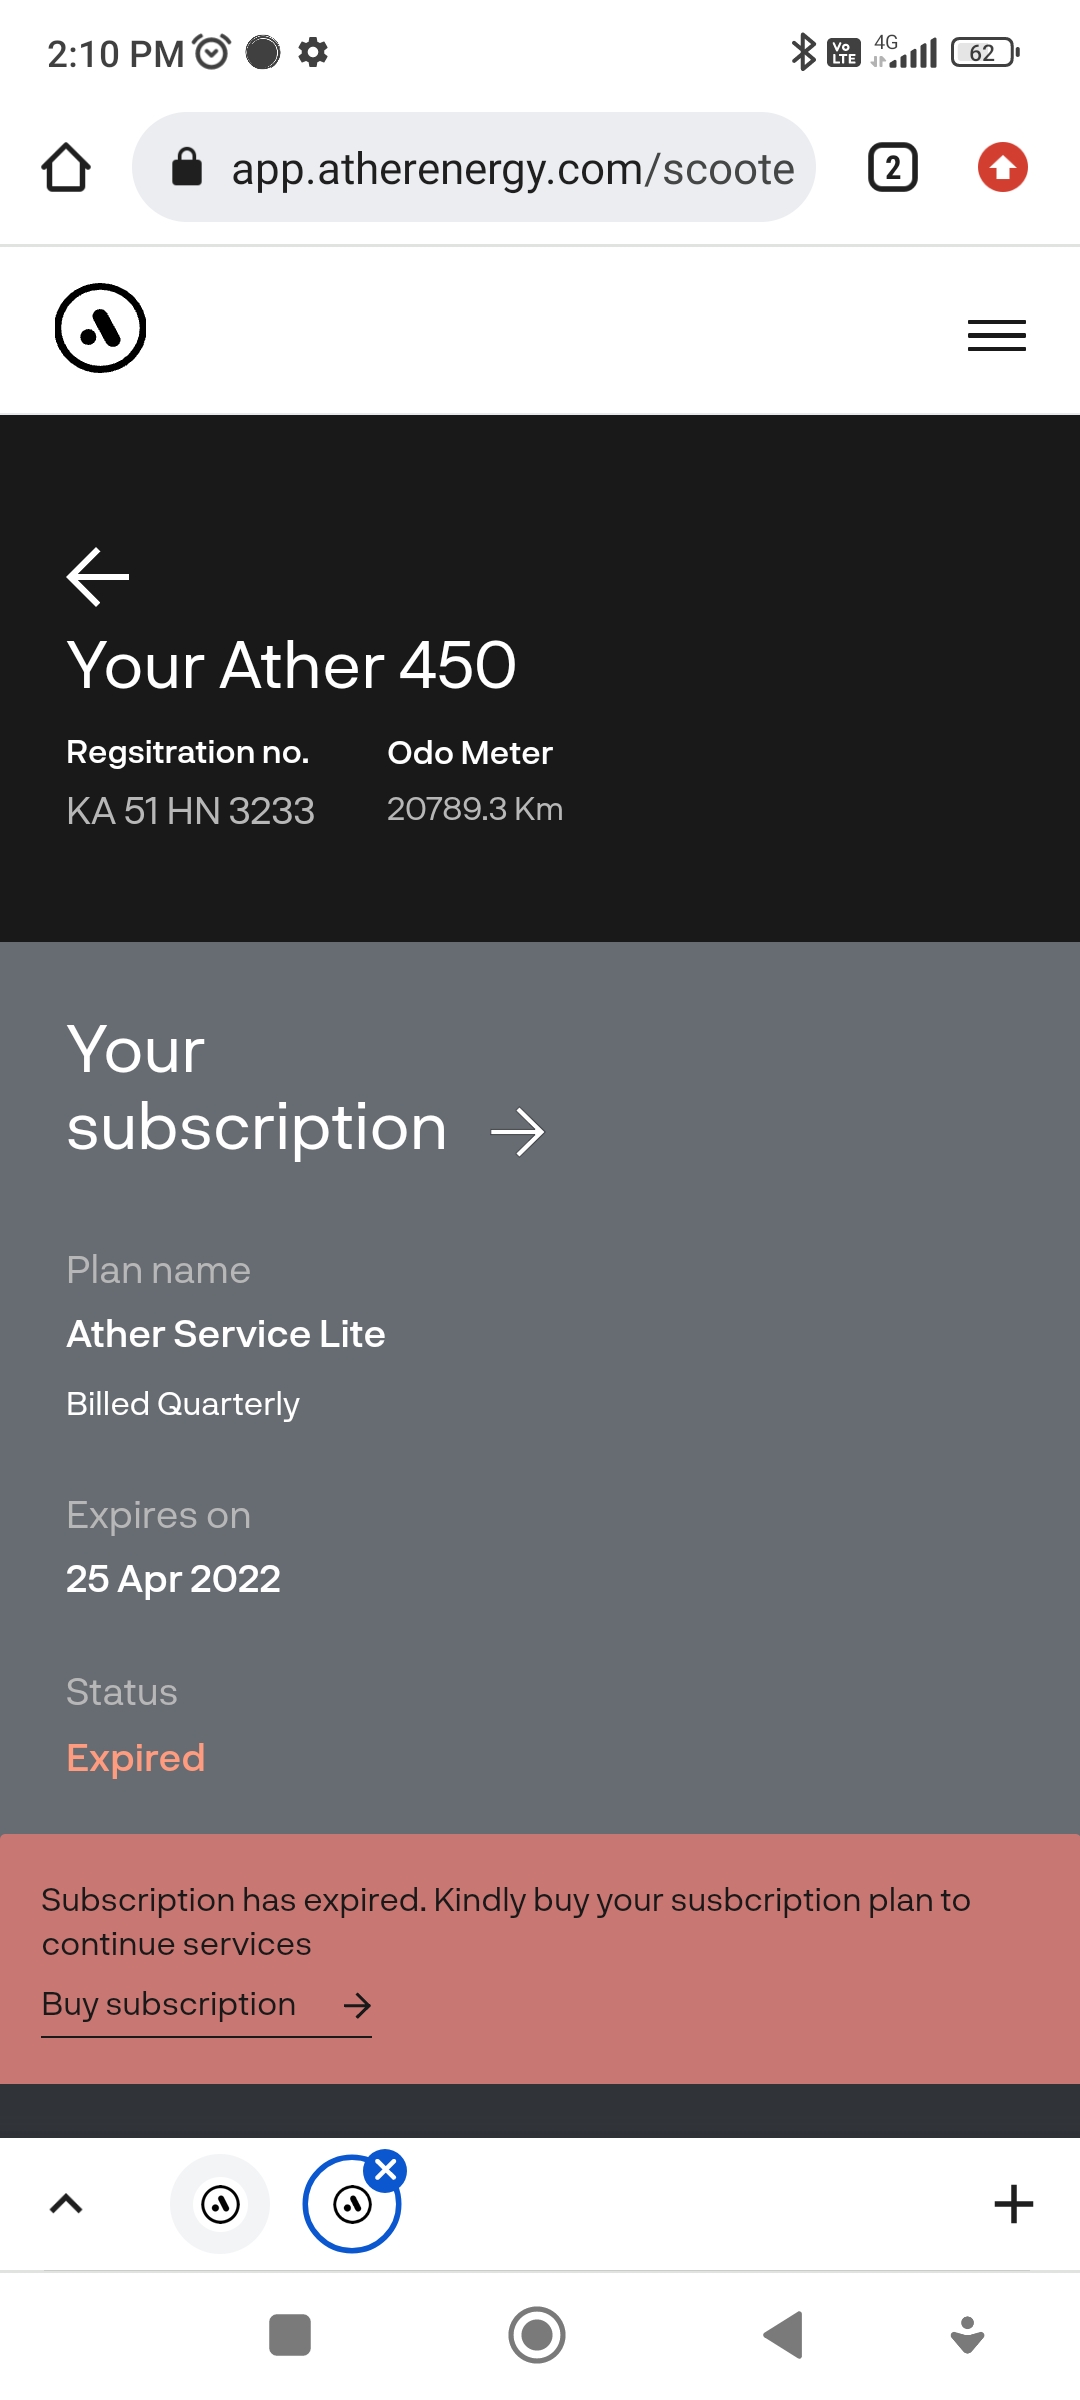 2:10 PM
Vo LTE
4G
62
app.atherenergy.com/scoote
2
Your Ather 450
Regsitration no.
Odo Meter
KA 51 HN 3233
20789.3 Km
Your
subscription
Plan name
Ather Service Lite
Billed Quarterly
Expires on
25 Apr 2022
Status
Expired
Subscription has expired. Kindly buy your susbcription plan to
continue services
Buy subscription